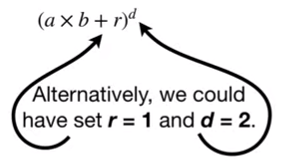 (a × b + r)^d
Alternatively, we could
have set r = 1 and d = 2.